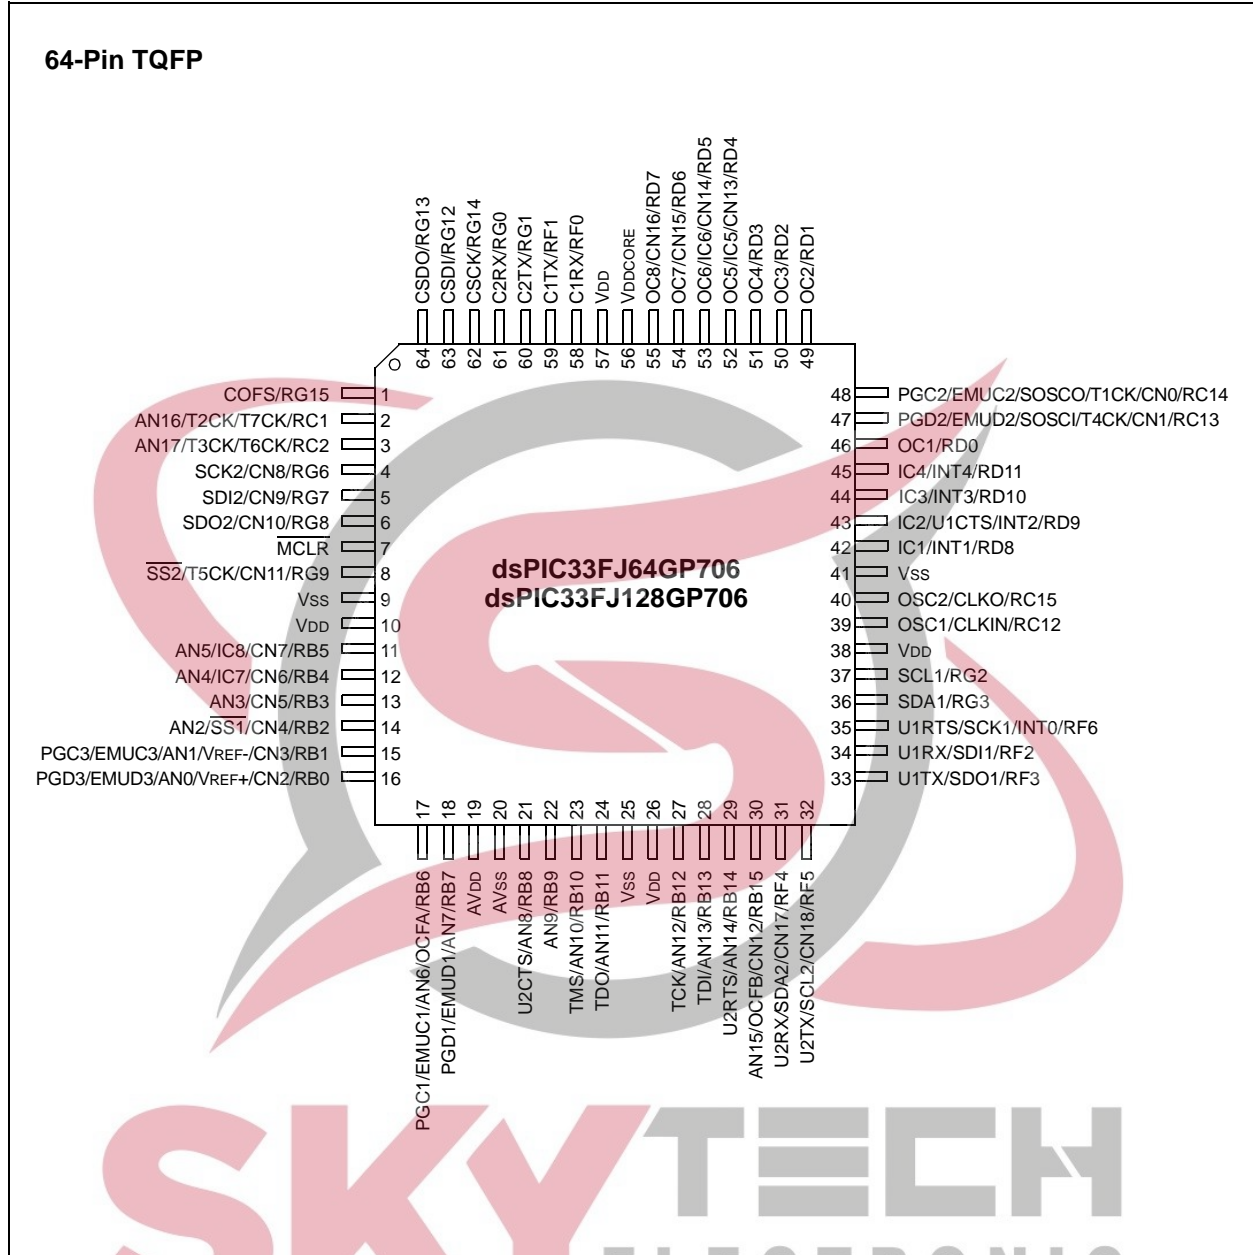 64-Pin TQFP
64 CSDO/RG13
63 CSDI/RG12
62 CSCK/RG14
61 C2RX/RG0
60 C2TX/RG1
59 C1TX/RF1
58 C1RX/RF0
57 VDD
56 VDDCORE
55 OC8/CN16/RD7
54 OC7/CN15/RD6
53 OC6/IC6/CN14/RD5
52 OC5/IC5/CN13/RD4
51 OC4/RD3
50 OC3/RD2
49 OC2/RD1
COFS/RG15 1
AN16/T2CK/T7CK/RC1 2
AN17/T3CK/T6CK/RC2 3
SCK2/CN8/RG6 4
SDI2/CN9/RG7 5
SDO2/CN10/RG8 6
MCLR 7
SS2/T5CK/CN11/RG9 8
VSS 9
VDD 10
AN5/IC8/CN7/RB5 11
AN4/IC7/CN6/RB4 12
AN3/CN5/RB3 13
AN2/SS1/CN4/RB2 14
PGC3/EMUC3/AN1/VREF-/CN3/RB1 15
PGD3/EMUD3/AN0/VREF+/CN2/RB0 16
dsPIC33FJ64GP706
dsPIC33FJ128GP706
48 PGC2/EMUC2/SOSCO/T1CK/CN0/RC14
47 PGD2/EMUD2/SOSCI/T4CK/CN1/RC13
46 OC1/RD0
45 IC4/INT4/RD11
44 IC3/INT3/RD10
43 IC2/U1CTS/INT2/RD9
42 IC1/INT1/RD8
41 VSS
40 OSC2/CLKO/RC15
39 OSC1/CLKIN/RC12
38 VDD
37 SCL1/RG2
36 SDA1/RG3
35 U1RTS/SCK1/INT0/RF6
34 U1RX/SDI1/RF2
33 U1TX/SDO1/RF3
17 PGC1/EMUC1/AN6/OCFA/RB6
18 PGD1/EMUD1/AN7/RB7
19 AVDD
20 AVSS
21 U2CTS/AN8/RB8
22 AN9/RB9
23 TMS/AN10/RB10
24 TDO/AN11/RB11
25 VSS
26 VDD
27 TCK/AN12/RB12
28 TDI/AN13/RB13
29 U2RTS/AN14/RB14
30 AN15/OCFB/CN12/RB15
31 U2RX/SDA2/CN17/RF4
32 U2TX/SCL2/CN18/RF5
SKYTECH
ELECTRONIC